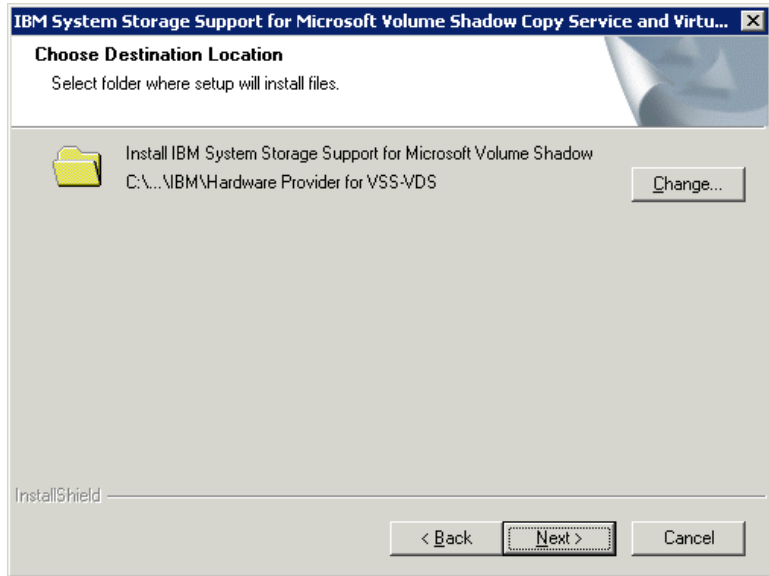 IBM System Storage Support for Microsoft Volume Shadow Copy Service and Virtu...
Choose Destination Location
Select folder where setup will install files.
Install IBM System Storage Support for Microsoft Volume Shadow
C:\...\IBM\Hardware Provider for VSS-VDS
Change...
InstallShield
< Back
Next >
Cancel